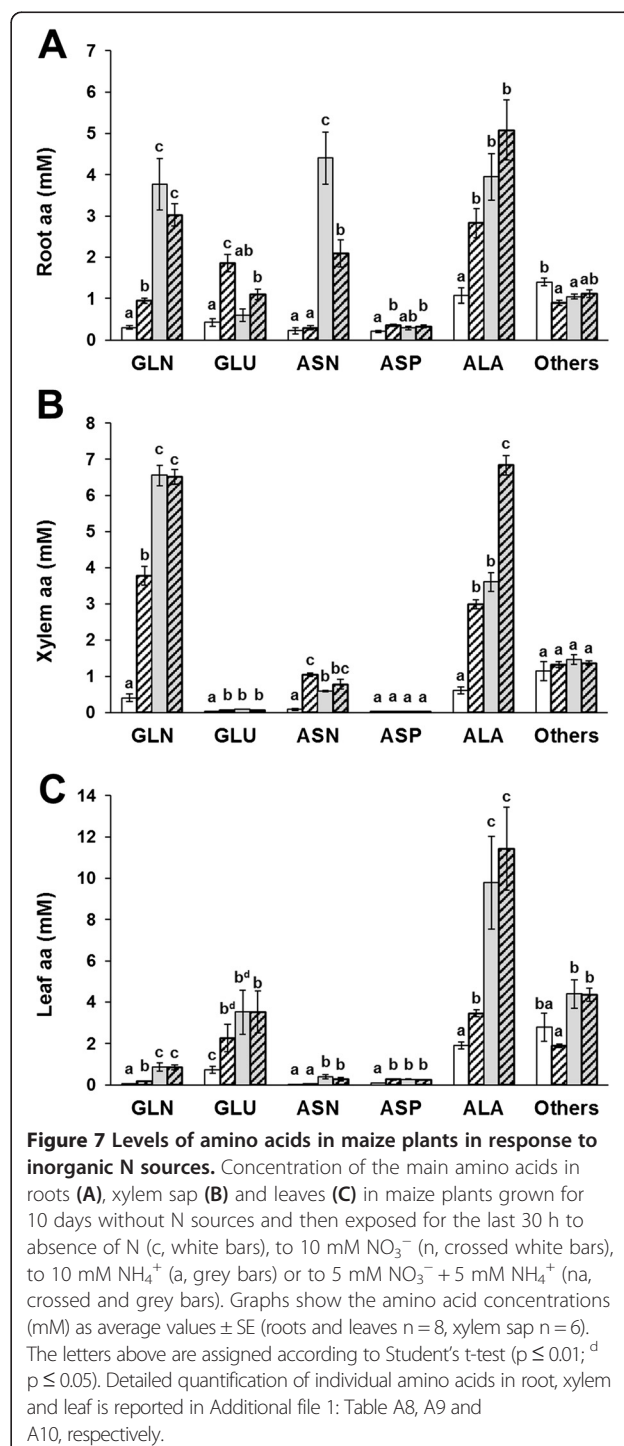 A
7
6
5
4
3
2
1
0
Root aa (mM)
a b c c
a c ab b
a a c b
a b ab b
a b b b
b a a ab
GLN GLU ASN ASP ALA Others
B
8
7
6
5
4
3
2
1
0
Xylem aa (mM)
a b c c
a b b b
a c b bc
a a a a
a b b c
a a a a
GLN GLU ASN ASP ALA Others
C
14
12
10
8
6
4
2
0
Leaf aa (mM)
a b c c
c bᵈ bᵈ b
a a b b
a b b b
a b c c
ba a b b
GLN GLU ASN ASP ALA Others
Figure 7 Levels of amino acids in maize plants in response to
inorganic N sources. Concentration of the main amino acids in
roots (A), xylem sap (B) and leaves (C) in maize plants grown for
10 days without N sources and then exposed for the last 30 h to
absence of N (c, white bars), to 10 mM NO₃⁻ (n, crossed white bars),
to 10 mM NH₄⁺ (a, grey bars) or to 5 mM NO₃⁻ + 5 mM NH₄⁺ (na,
crossed and grey bars). Graphs show the amino acid concentrations
(mM) as average values ± SE (roots and leaves n = 8, xylem sap n = 6).
The letters above are assigned according to Student's t-test (p ≤ 0.01; ᵈ
p ≤ 0.05). Detailed quantification of individual amino acids in root, xylem
and leaf is reported in Additional file 1: Table A8, A9 and
A10, respectively.